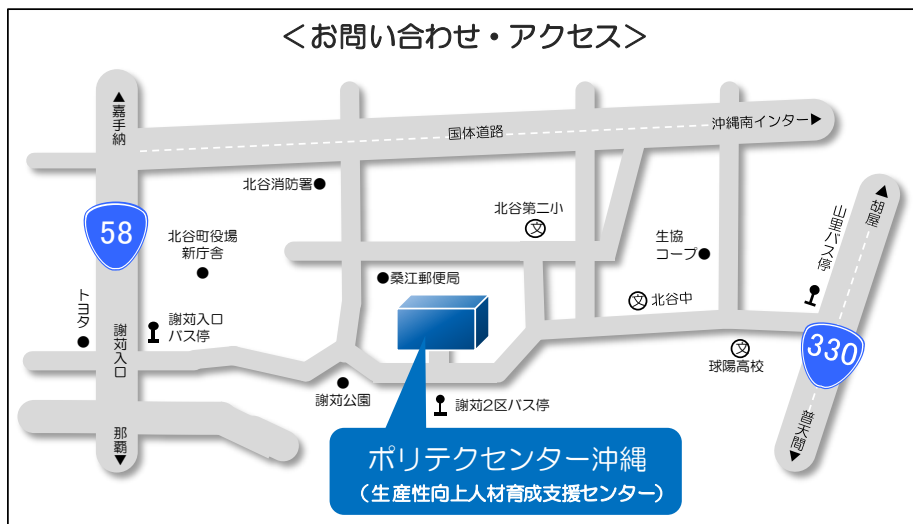 ＜お問い合わせ・アクセス＞
▲嘉手納
国体道路
沖縄南インター▶
北谷消防署●
58
北谷町役場
新庁舎
北谷第二小
文
生協
コープ●
山里バス停
▲胡屋
●桑江郵便局
文北谷中
トヨタ
謝苅入口
謝苅入口
バス停
330
文
球陽高校
謝苅公園
謝苅2区バス停
那覇▼
普天間▼
ポリテクセンター沖縄
（生産性向上人材育成支援センター）